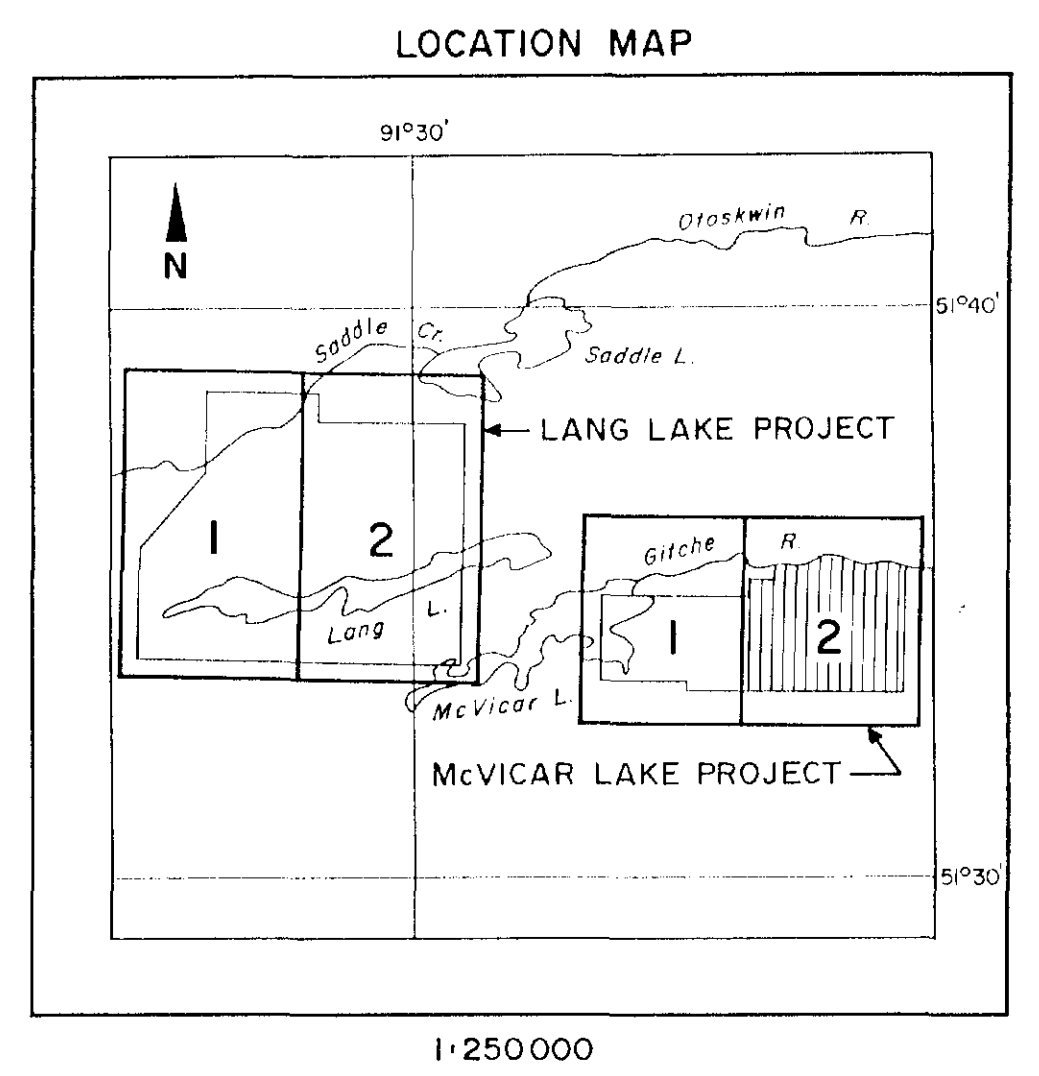 LOCATION MAP
91°30'
N
Otoskwin R.
51°40'
Saddle Cr.
Saddle L.
LANG LAKE PROJECT
1
2
Gitche R.
1
2
Lang L.
McVicar L.
McVICAR LAKE PROJECT
51°30'
1:250000